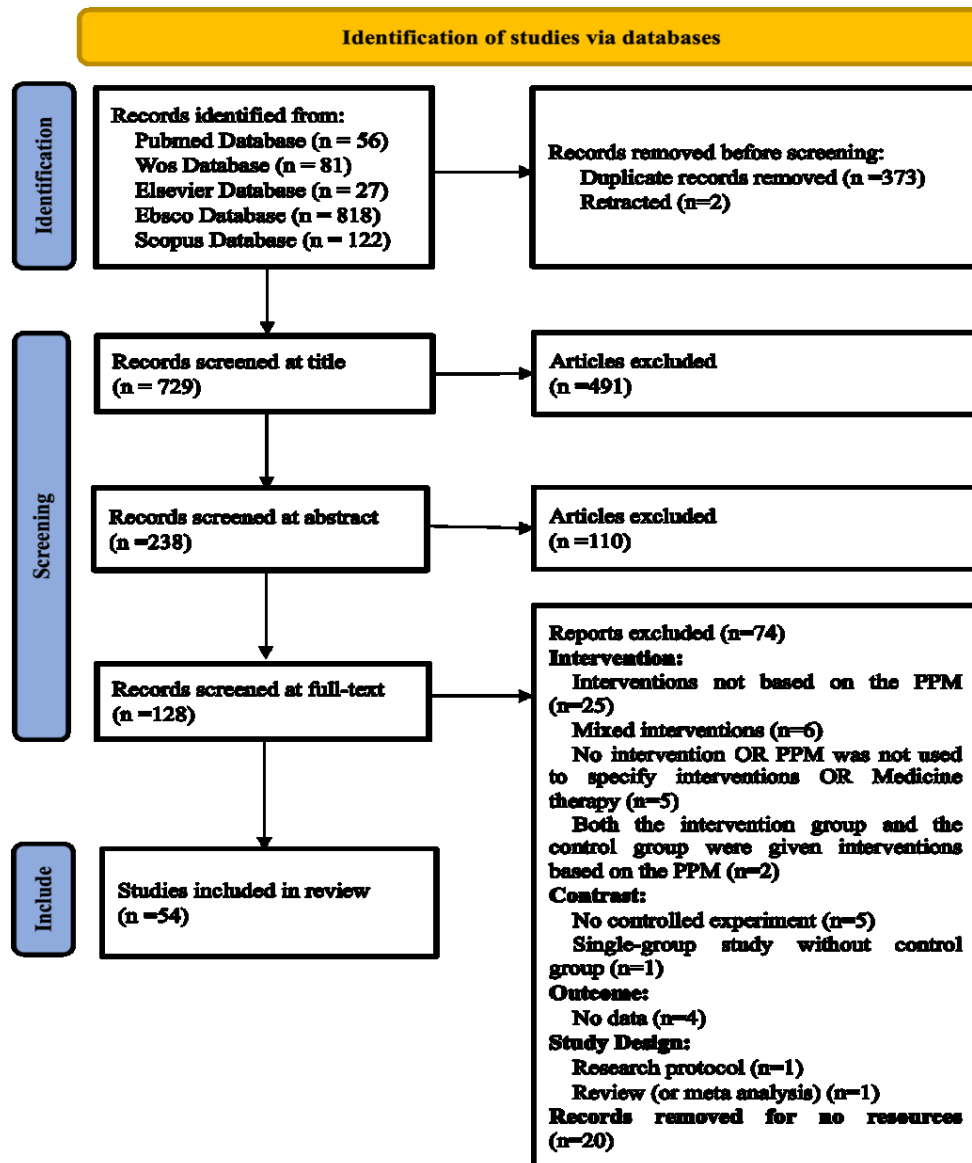 Identification of studies via databases
Identification
Records identified from:
Pubmed Database (n = 56)
Wos Database (n = 81)
Elsevier Database (n = 27)
Ebsco Database (n = 818)
Scopus Database (n = 122)
Records removed before screening:
Duplicate records removed (n =373)
Retracted (n=2)
Screening
Records screened at title
(n = 729)
Articles excluded
(n =491)
Records screened at abstract
(n =238)
Articles excluded
(n =110)
Records screened at full-text
(n =128)
Reports excluded (n=74)
Intervention:
Interventions not based on the PPM
(n=25)
Mixed interventions (n=6)
No intervention OR PPM was not used
to specify interventions OR Medicine
therapy (n=5)
Both the intervention group and the
control group were given interventions
based on the PPM (n=2)
Contrast:
No controlled experiment (n=5)
Single-group study without control
group (n=1)
Outcome:
No data (n=4)
Study Design:
Research protocol (n=1)
Review (or meta analysis) (n=1)
Records removed for no resources
(n=20)
Include
Studies included in review
(n =54)